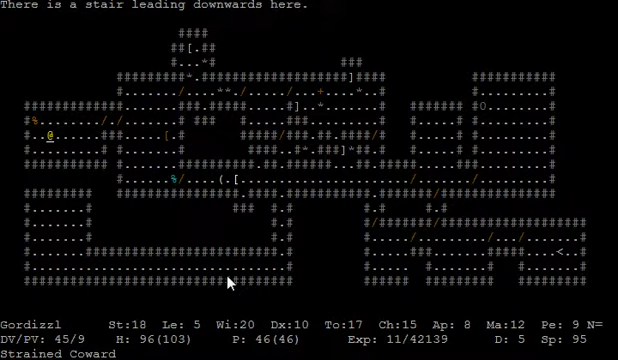 There is a stair leading downwards here.
Gordizzl St:18 Le: 5 Wi:20 Dx:10 To:17 Ch:15 Ap: 8 Ma:12 Pe: 9 N=
DV/PV: 45/9 H: 96(103) P: 46(46) Exp: 11/42139 D: 5 Sp: 95
Strained Coward